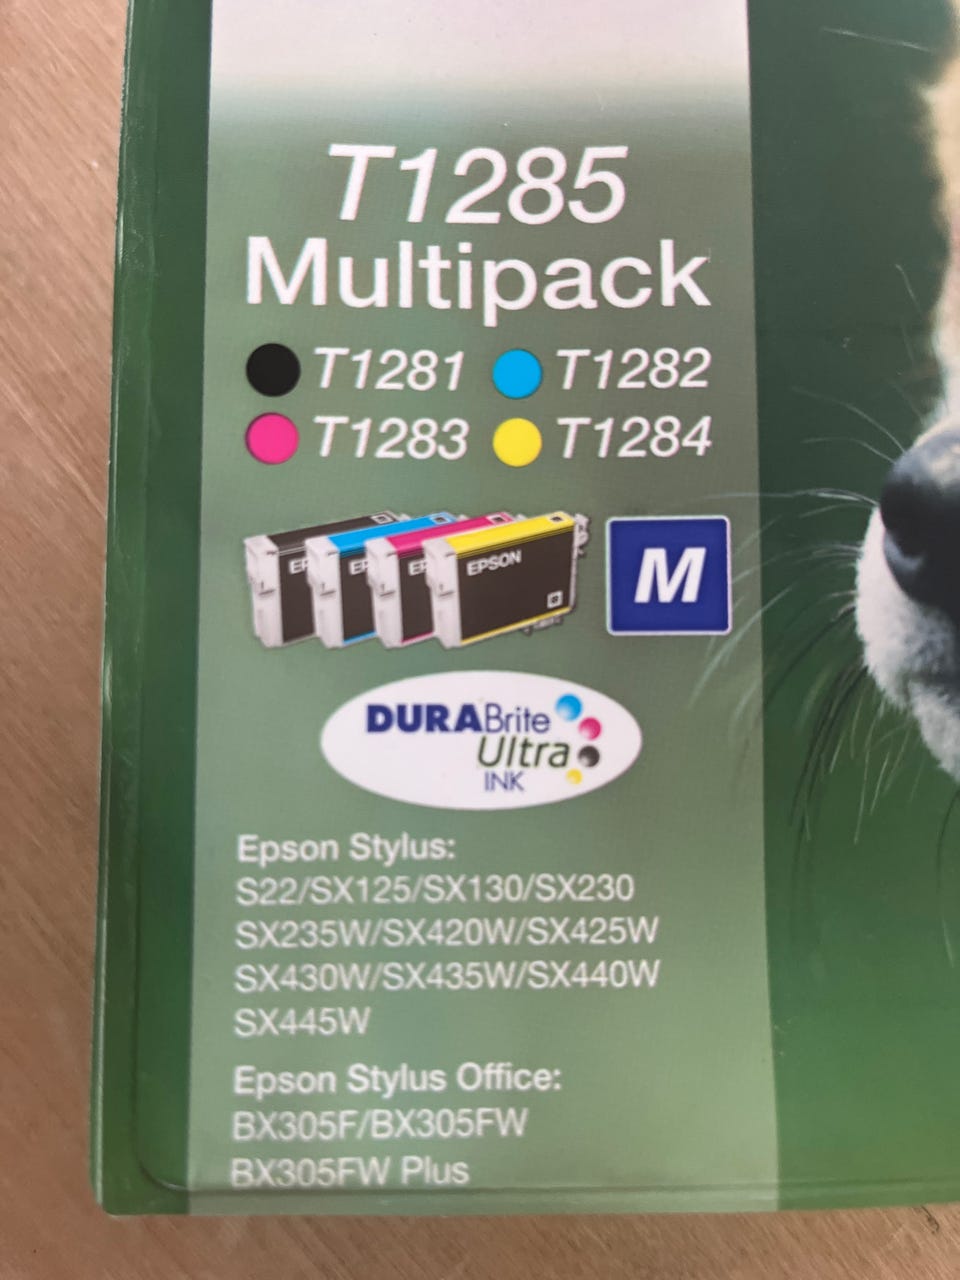 T1285
Multipack
T1281 T1282
T1283 T1284
EPSON
M
DURABrite
Ultra
INK
Epson Stylus:
S22/SX125/SX130/SX230
SX235W/SX420W/SX425W
SX430W/SX435W/SX440W
SX445W
Epson Stylus Office:
BX305F/BX305FW
BX305FW Plus